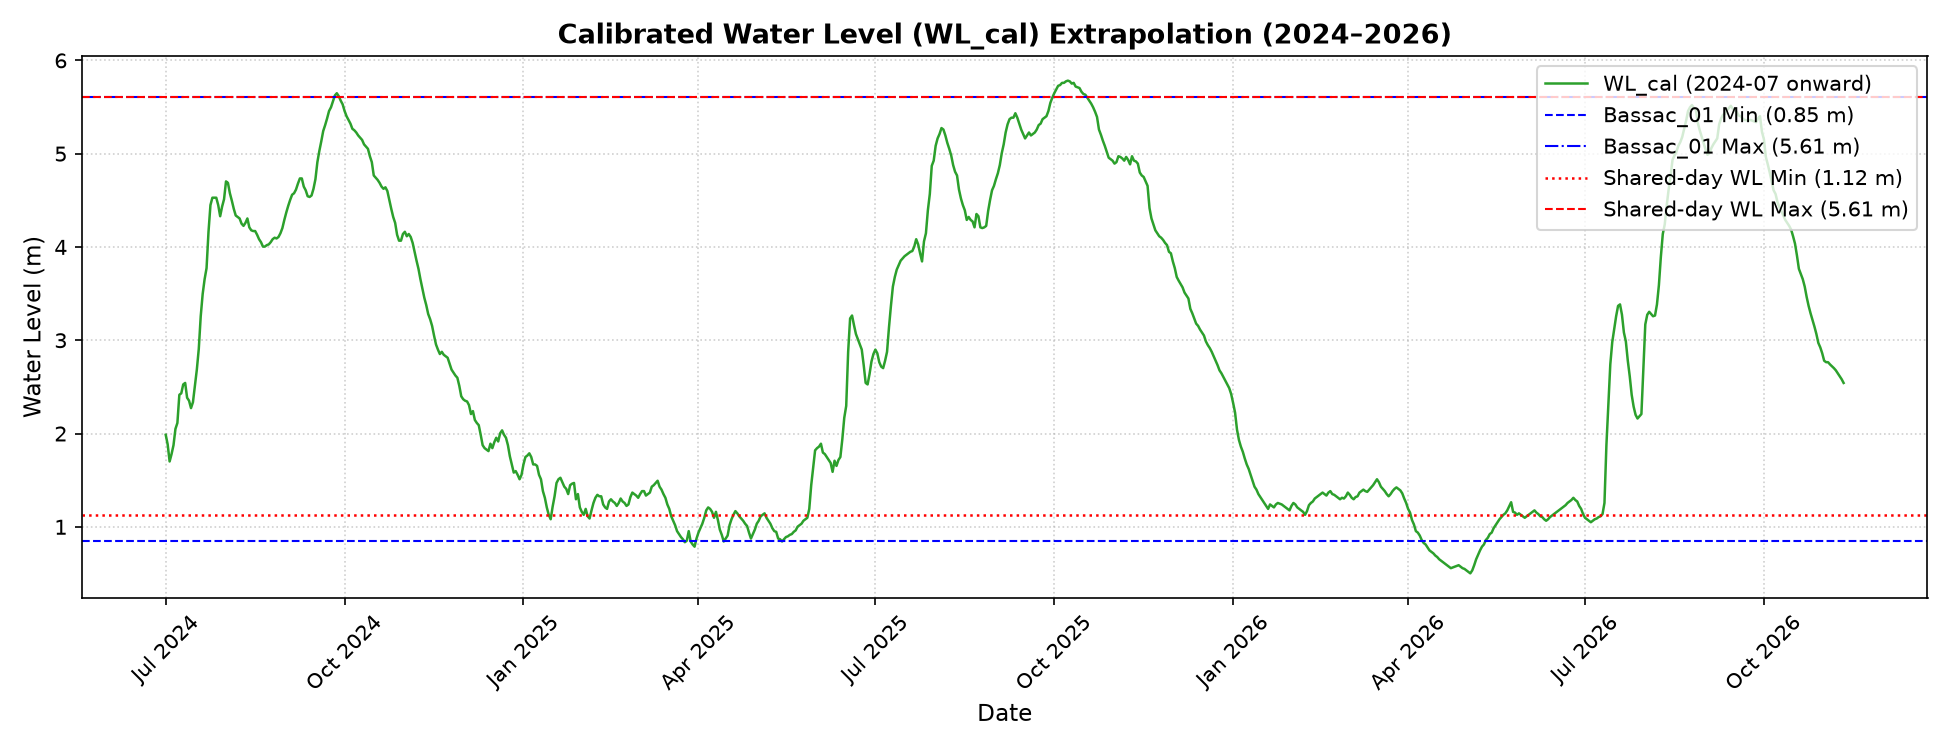 Calibrated Water Level (WL_cal) Extrapolation (2024–2026)
6
5
4
3
2
1
Water Level (m)
WL_cal (2024-07 onward)
Bassac_01 Min (0.85 m)
Bassac_01 Max (5.61 m)
Shared-day WL Min (1.12 m)
Shared-day WL Max (5.61 m)
Jul 2024
Oct 2024
Jan 2025
Apr 2025
Jul 2025
Oct 2025
Jan 2026
Apr 2026
Jul 2026
Oct 2026
Date